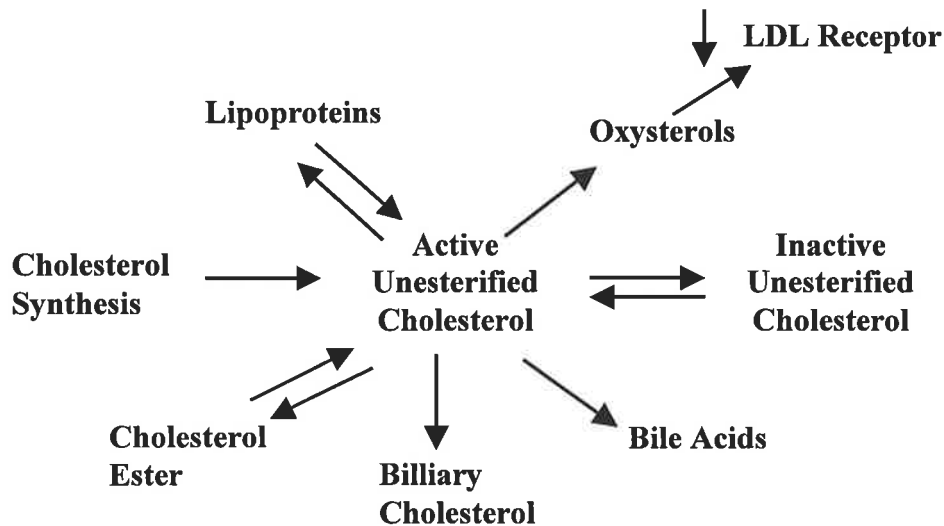 LDL Receptor
Lipoproteins
Oxysterols
Active
Unesterified
Cholesterol
Inactive
Unesterified
Cholesterol
Cholesterol
Synthesis
Cholesterol
Ester
Billiary
Cholesterol
Bile Acids